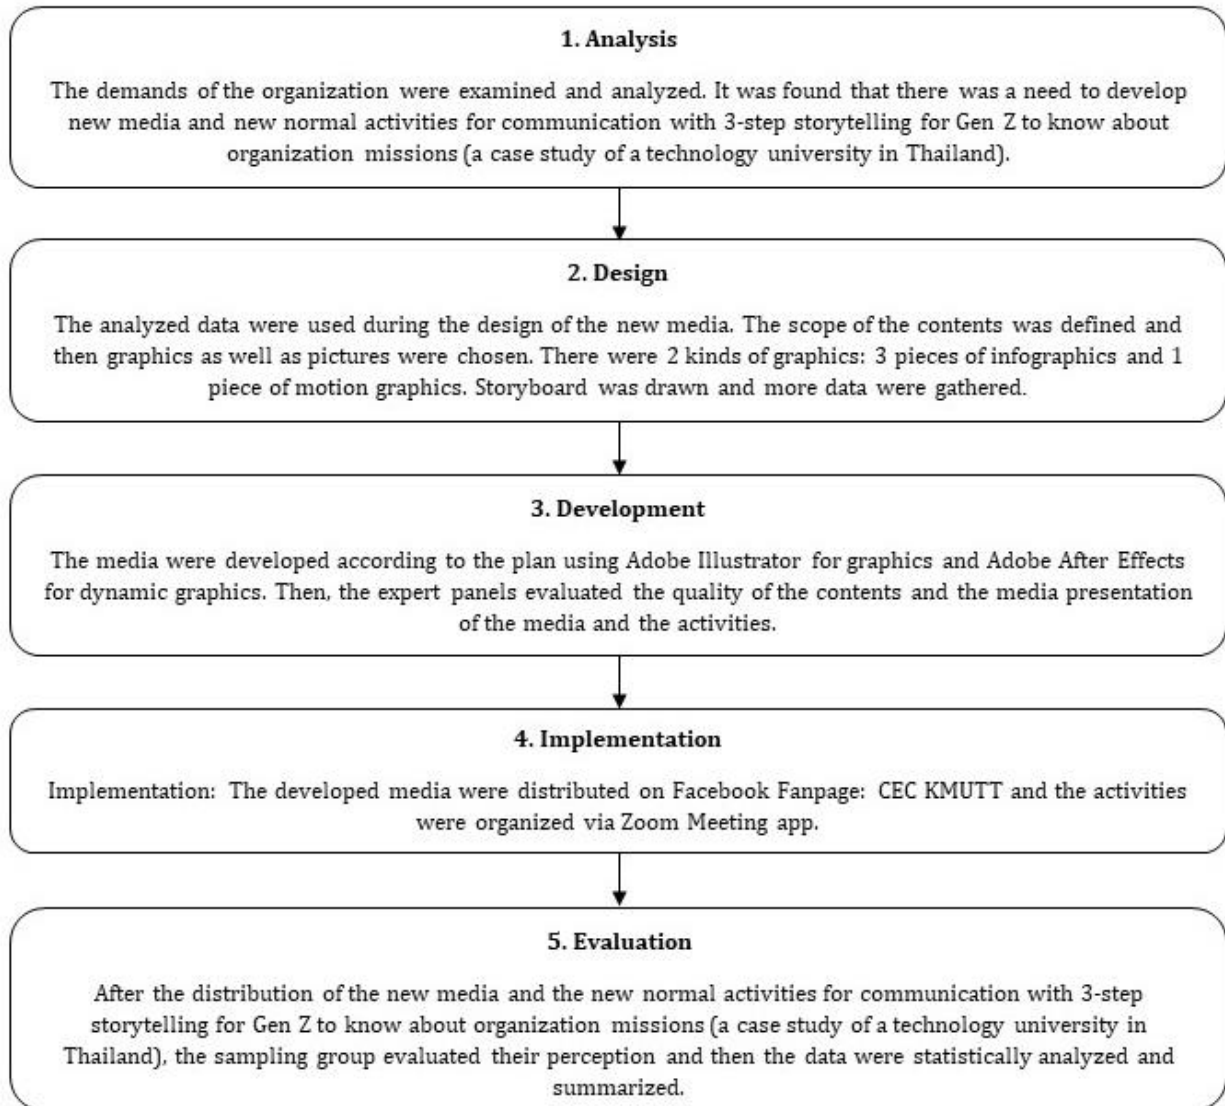 1. Analysis
The demands of the organization were examined and analyzed. It was found that there was a need to develop
new media and new normal activities for communication with 3-step storytelling for Gen Z to know about
organization missions (a case study of a technology university in Thailand).
2. Design
The analyzed data were used during the design of the new media. The scope of the contents was defined and
then graphics as well as pictures were chosen. There were 2 kinds of graphics: 3 pieces of infographics and 1
piece of motion graphics. Storyboard was drawn and more data were gathered.
3. Development
The media were developed according to the plan using Adobe Illustrator for graphics and Adobe After Effects
for dynamic graphics. Then, the expert panels evaluated the quality of the contents and the media presentation
of the media and the activities.
4. Implementation
Implementation: The developed media were distributed on Facebook Fanpage: CEC KMUTT and the activities
were organized via Zoom Meeting app.
5. Evaluation
After the distribution of the new media and the new normal activities for communication with 3-step
storytelling for Gen Z to know about organization missions (a case study of a technology university in
Thailand), the sampling group evaluated their perception and then the data were statistically analyzed and
summarized.